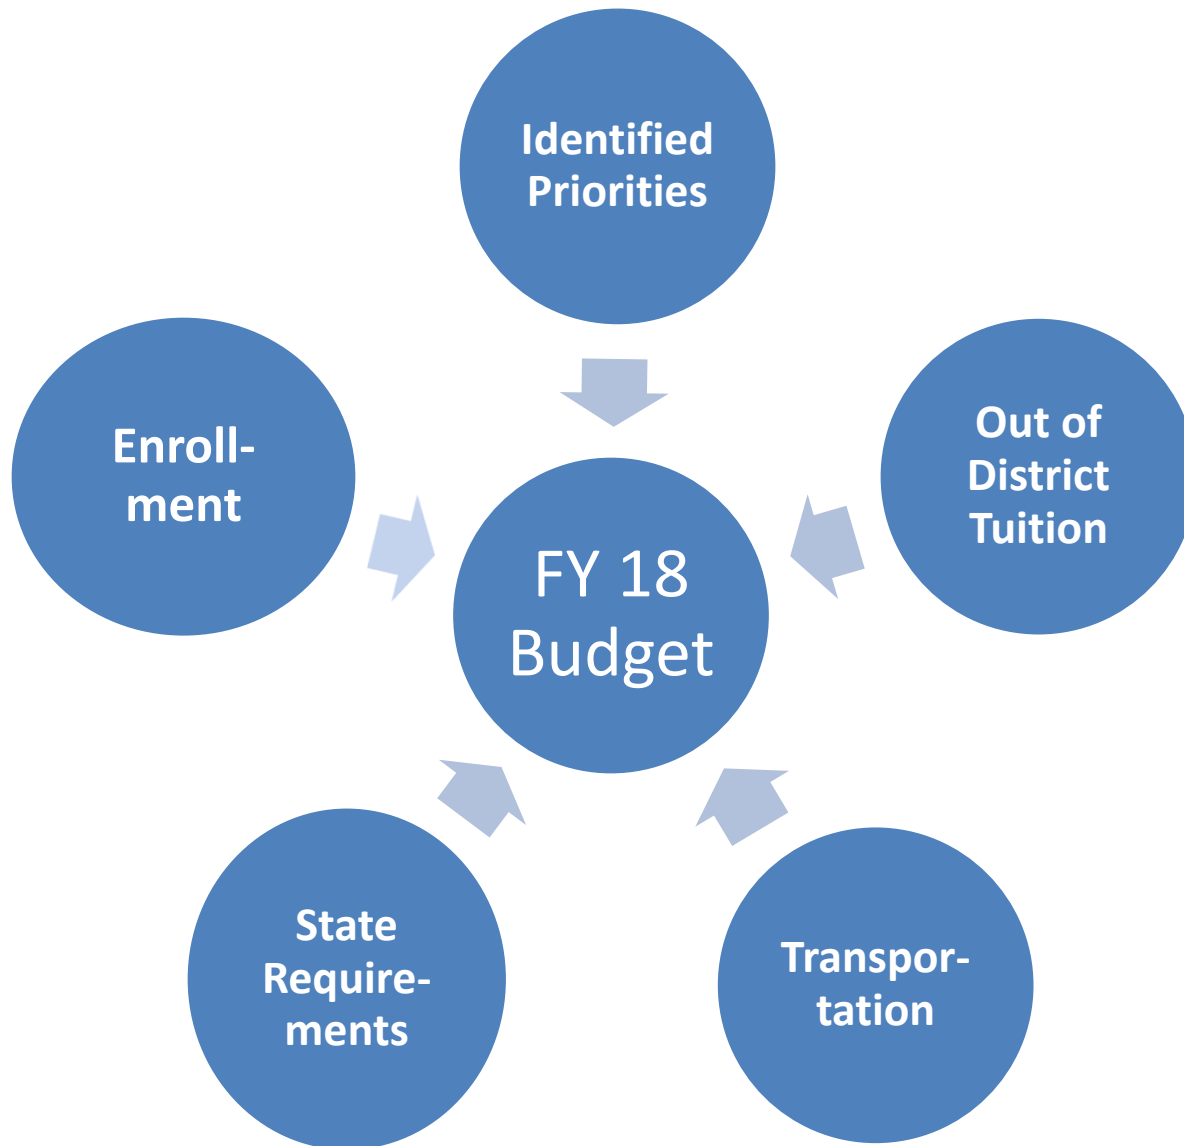 Identified
Priorities
Enroll-
ment
Out of
District
Tuition
FY 18
Budget
State
Require-
ments
Transpor-
tation